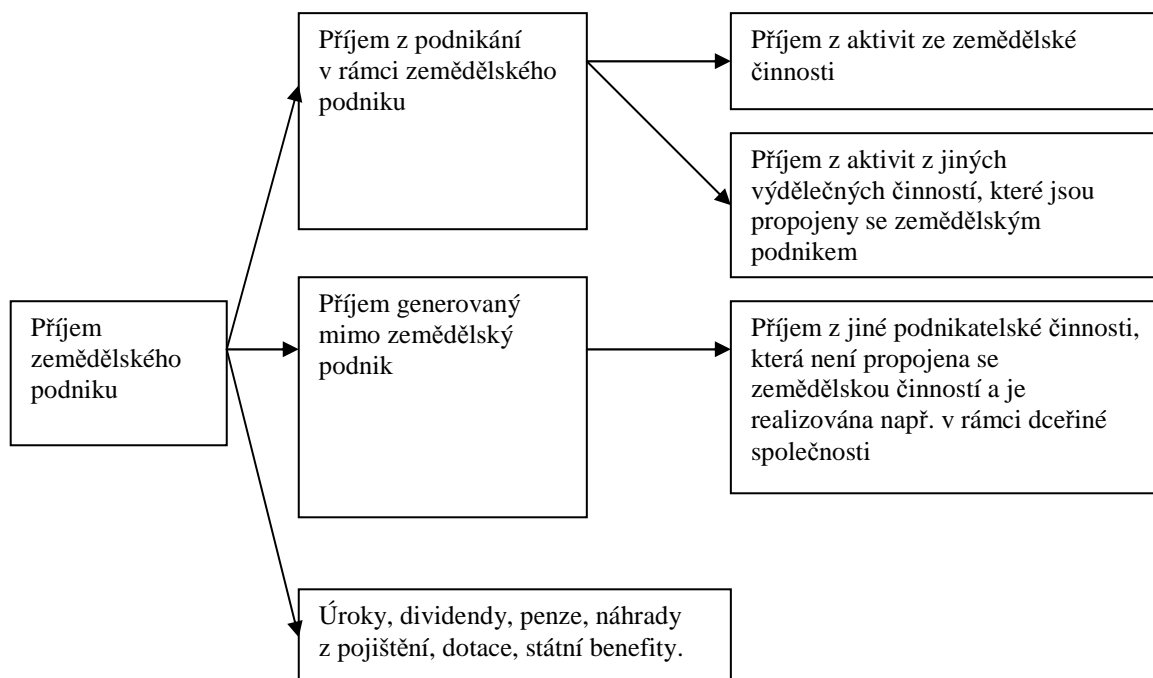 Příjem
zemědělského
podniku
Příjem z podnikání
v rámci zemědělského
podniku
Příjem z aktivit ze zemědělské
činnosti
Příjem z aktivit z jiných
výdělečných činností, které jsou
propojeny se zemědělským
podnikem
Příjem generovaný
mimo zemědělský
podnik
Příjem z jiné podnikatelské činnosti,
která není propojena se
zemědělskou činností a je
realizována např. v rámci dceřiné
společnosti
Úroky, dividendy, penze, náhrady
z pojištění, dotace, státní benefity.